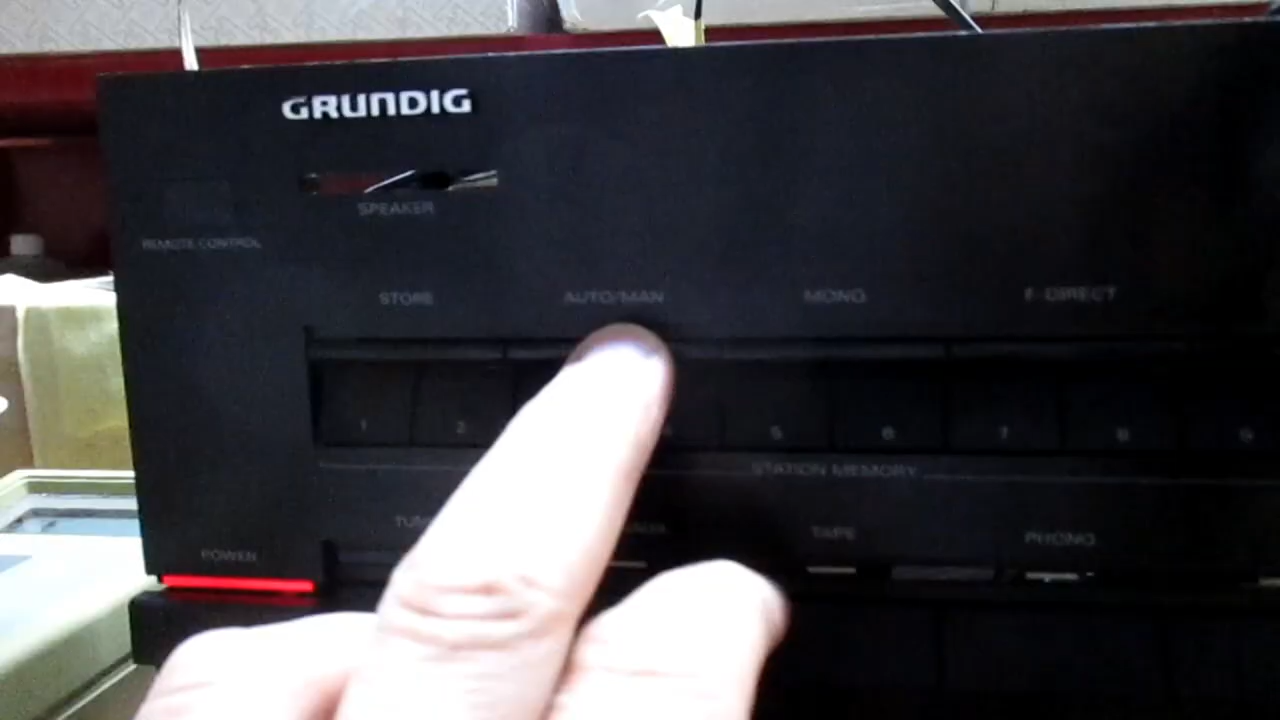 GRUNDIG
SPEAKER
REMOTE CONTROL
STORE AUTO/MAN MONO F-DIRECT
1 2 5 6 7 8 9
STATION MEMORY
TAPE PHONO
POWER